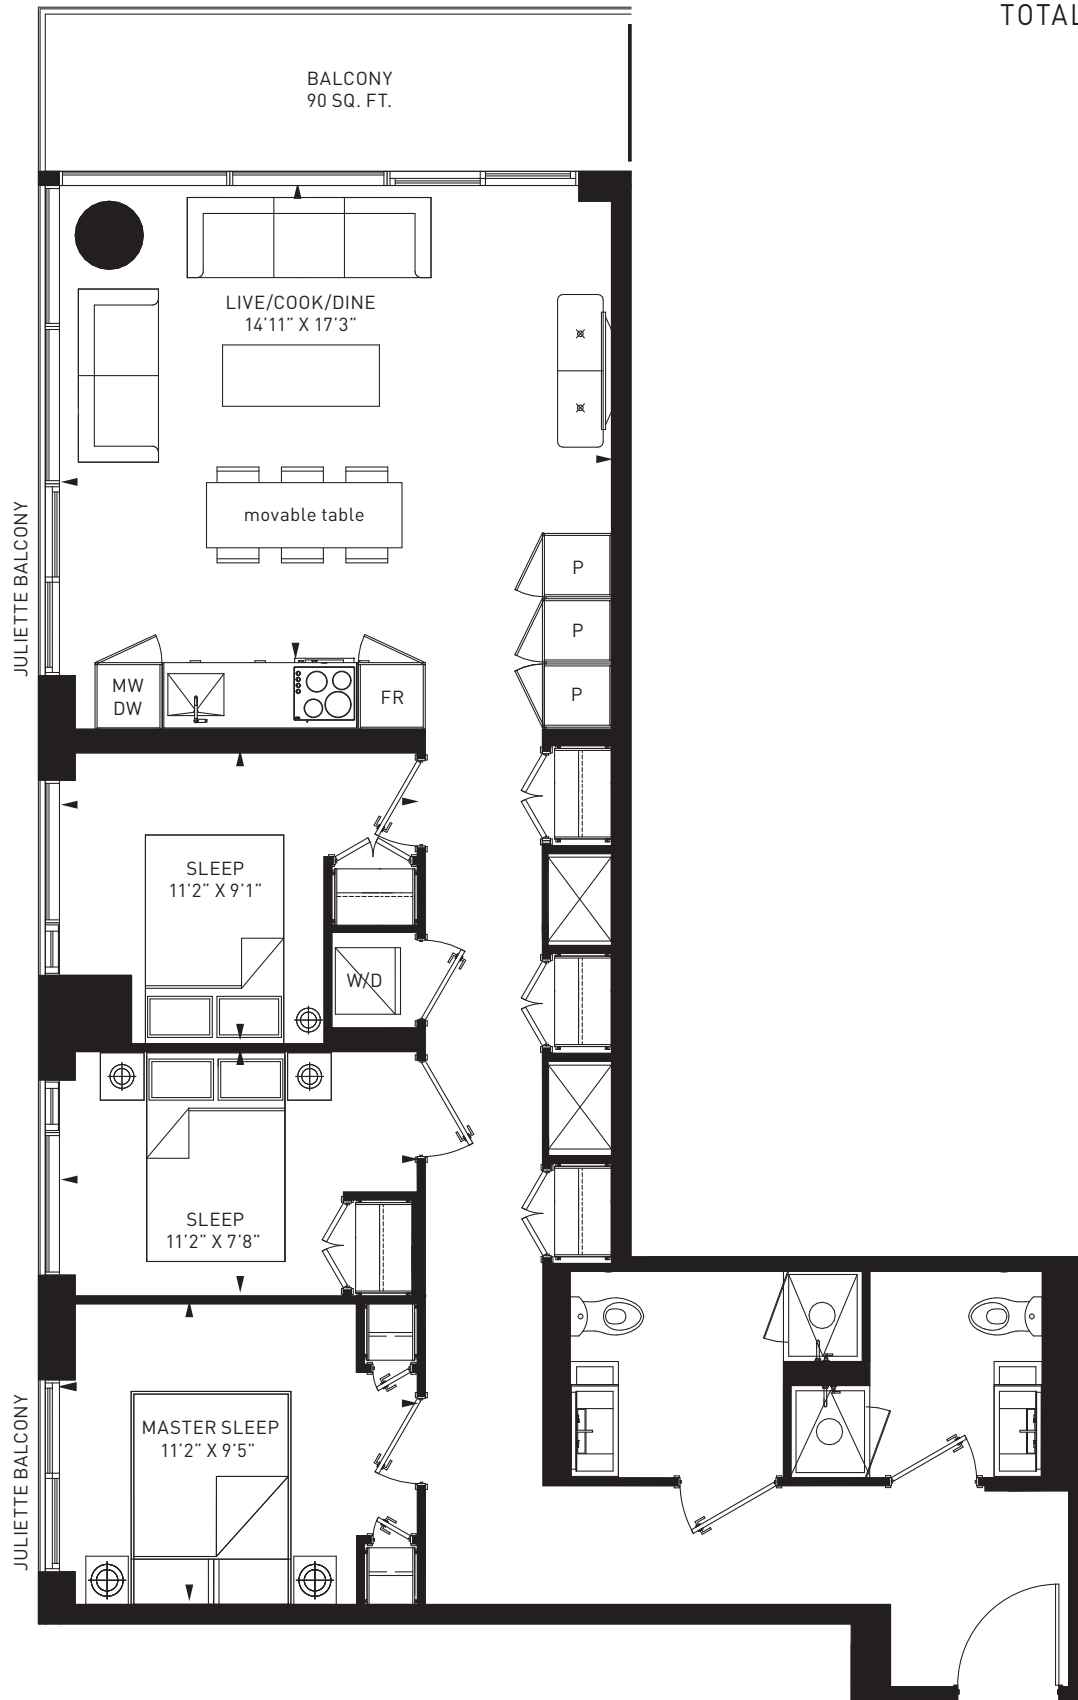 TOTAL
BALCONY
90 SQ. FT.
LIVE/COOK/DINE
14'11" X 17'3"
JULIETTE BALCONY
movable table
P
P
P
MW
DW
FR
SLEEP
11'2" X 9'1"
W/D
SLEEP
11'2" X 7'8"
JULIETTE BALCONY
MASTER SLEEP
11'2" X 9'5"